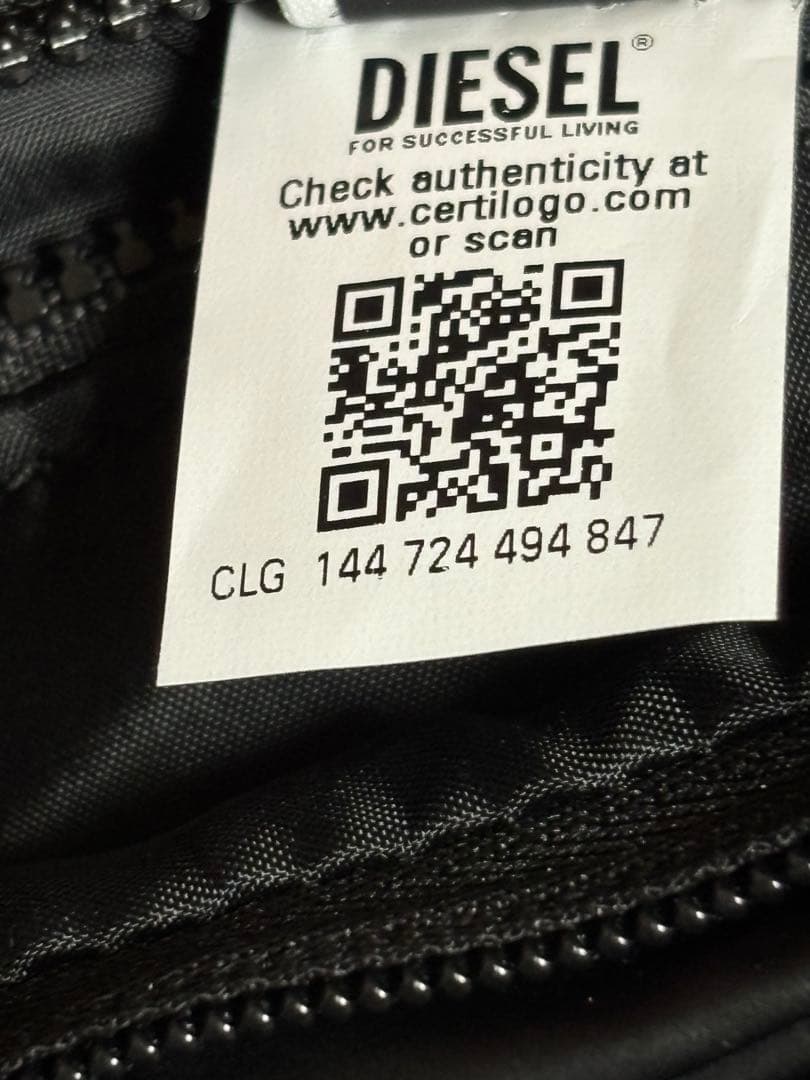 DIESEL®
FOR SUCCESSFUL LIVING
Check authenticity at
www.certilogo.com
or scan
CLG 144 724 494 847